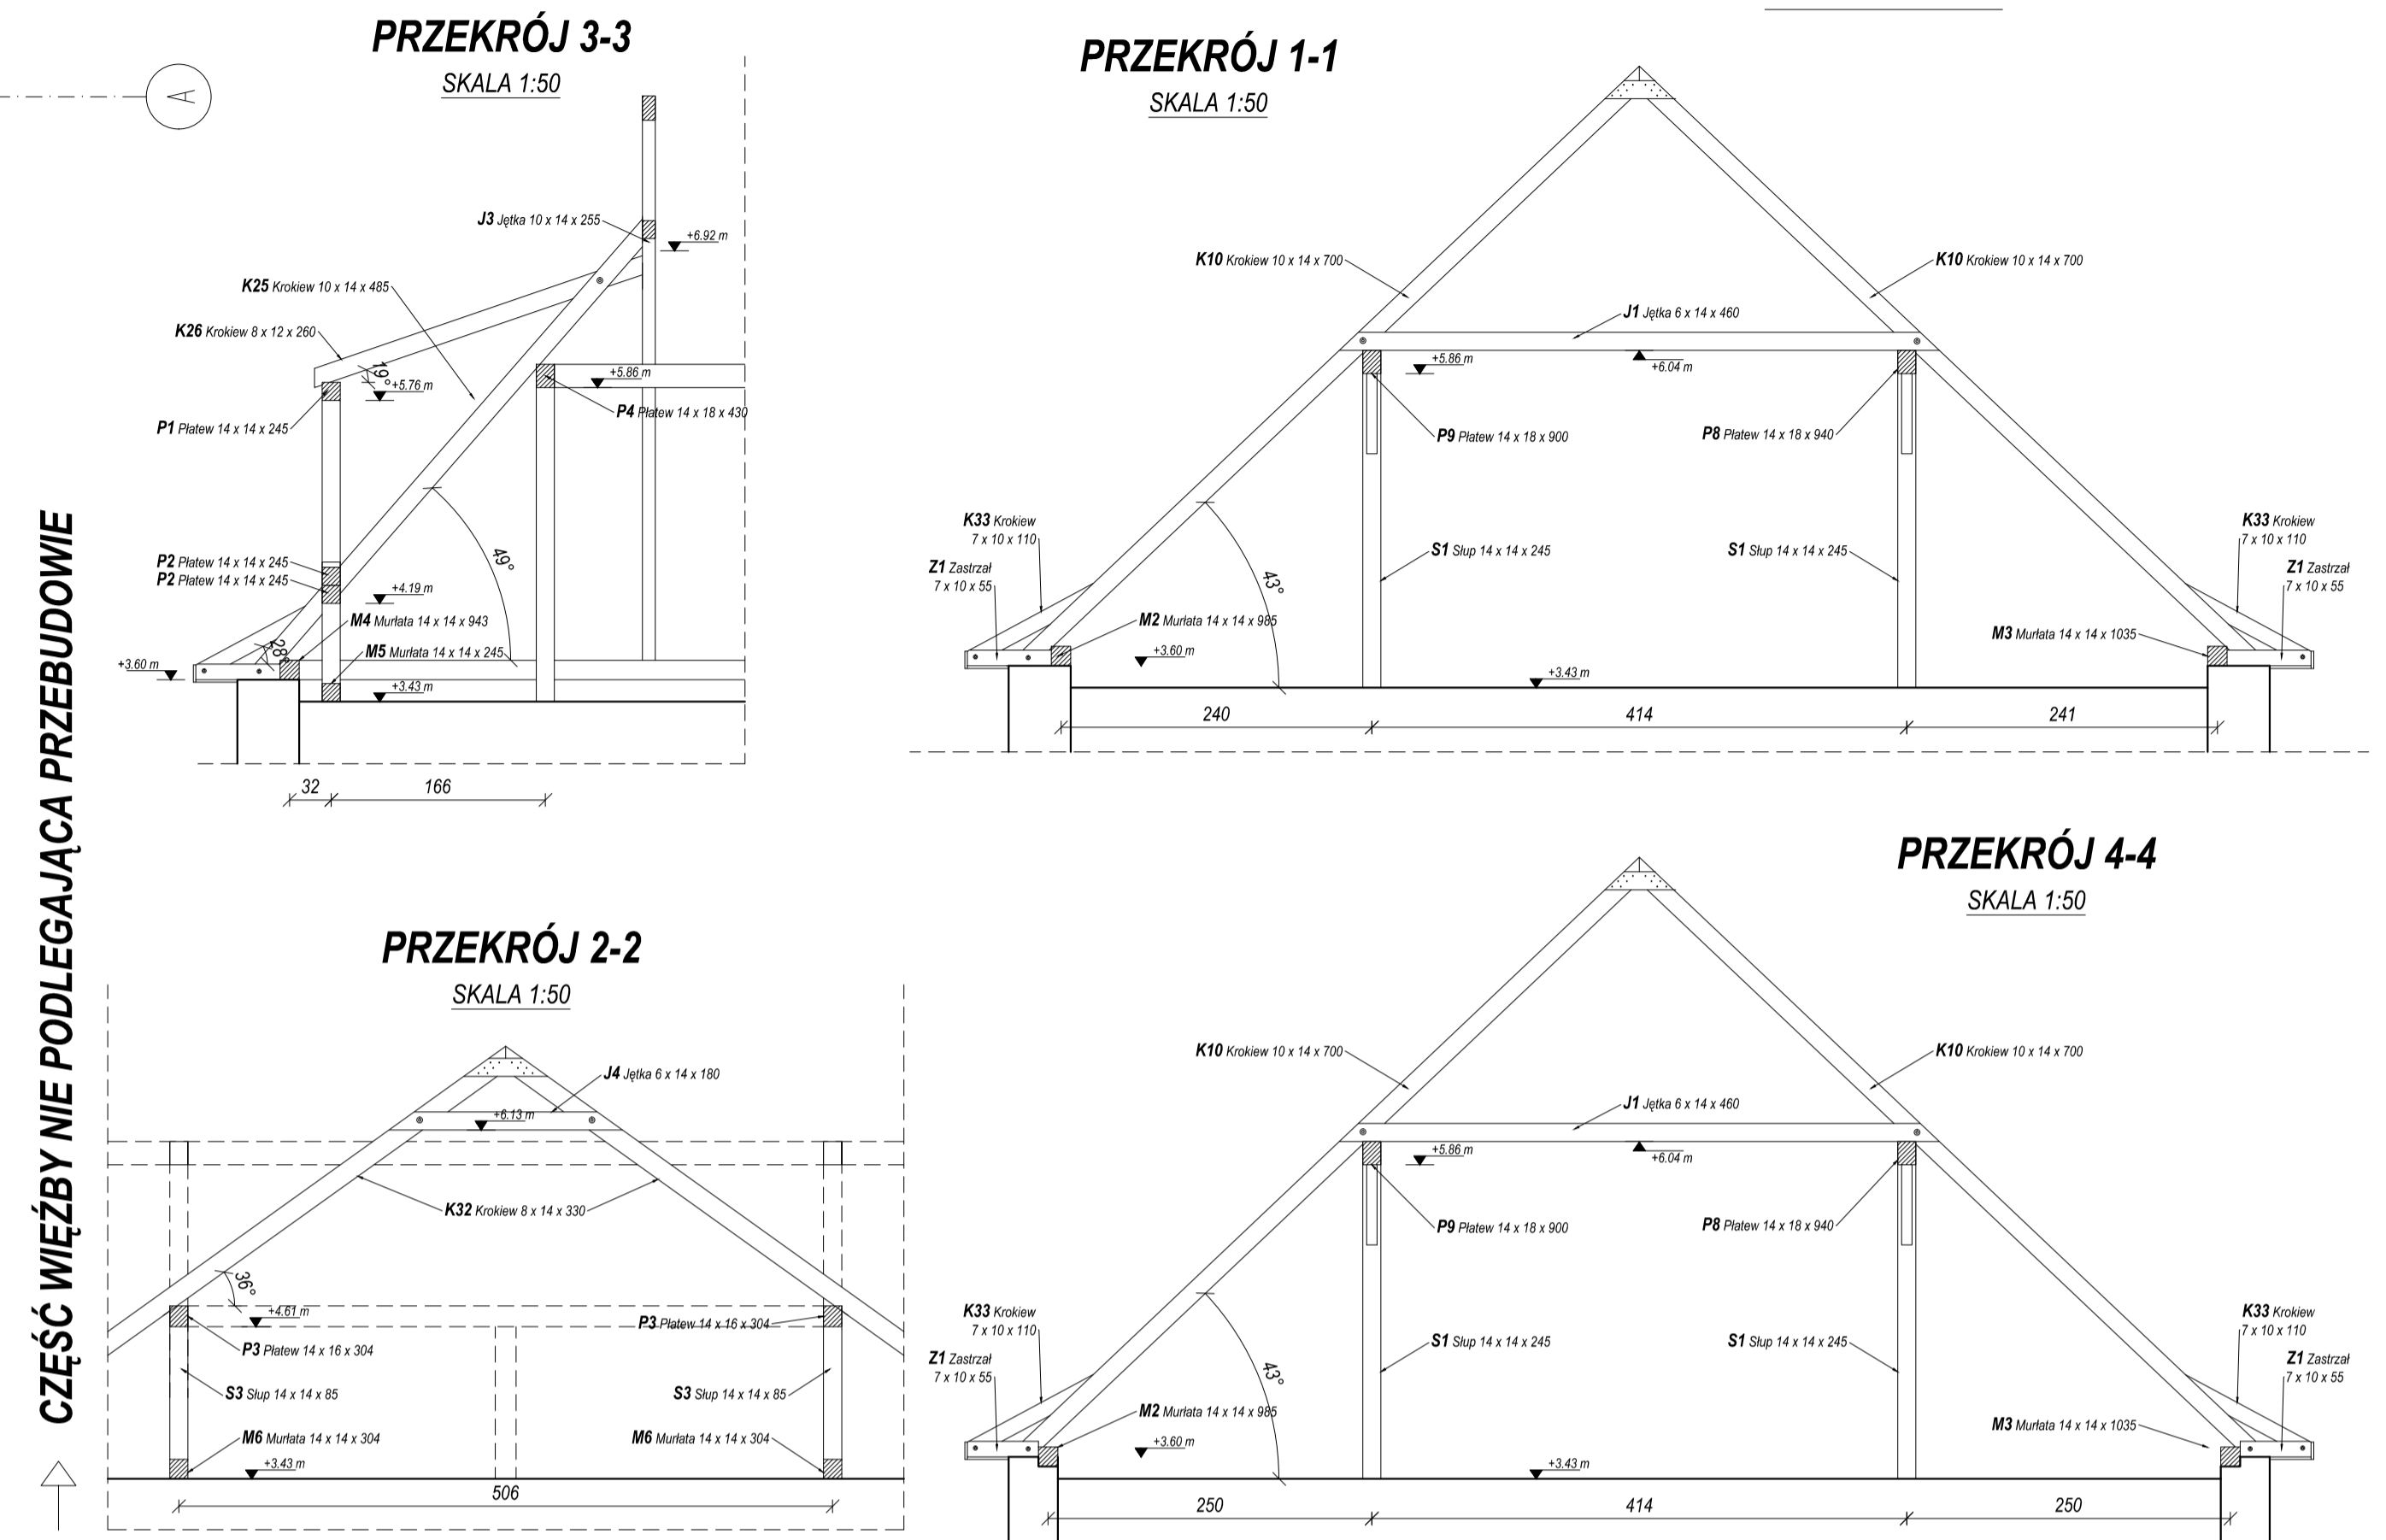 PRZEKRÓJ 3-3
SKALA 1:50
A
J3 Jętka 10 x 14 x 255
+6.92 m
K25 Krokiew 10 x 14 x 485
K26 Krokiew 8 x 12 x 260
19°
+5.76 m
+5.86 m
P4 Płatew 14 x 18 x 430
P1 Płatew 14 x 14 x 245
49°
P2 Płatew 14 x 14 x 245
P2 Płatew 14 x 14 x 245
+4.19 m
M4 Murłata 14 x 14 x 943
28°
M5 Murłata 14 x 14 x 245
+3.60 m
+3.43 m
32
166
PRZEKRÓJ 1-1
SKALA 1:50
K10 Krokiew 10 x 14 x 700
K10 Krokiew 10 x 14 x 700
J1 Jętka 6 x 14 x 460
+5.86 m
+6.04 m
P9 Płatew 14 x 18 x 900
P8 Płatew 14 x 18 x 940
K33 Krokiew
7 x 10 x 110
Z1 Zastrzał
7 x 10 x 55
S1 Słup 14 x 14 x 245
S1 Słup 14 x 14 x 245
K33 Krokiew
7 x 10 x 110
Z1 Zastrzał
7 x 10 x 55
43°
M2 Murłata 14 x 14 x 985
M3 Murłata 14 x 14 x 1035
+3.60 m
+3.43 m
240
414
241
CZĘŚĆ WIĘŹBY NIE PODLEGAJĄCA PRZEBUDOWIE
PRZEKRÓJ 2-2
SKALA 1:50
J4 Jętka 6 x 14 x 180
+6.13 m
K32 Krokiew 8 x 14 x 330
36°
+4.61 m
P3 Płatew 14 x 16 x 304
P3 Płatew 14 x 16 x 304
S3 Słup 14 x 14 x 85
S3 Słup 14 x 14 x 85
M6 Murłata 14 x 14 x 304
M6 Murłata 14 x 14 x 304
+3.43 m
506
PRZEKRÓJ 4-4
SKALA 1:50
K10 Krokiew 10 x 14 x 700
K10 Krokiew 10 x 14 x 700
J1 Jętka 6 x 14 x 460
+5.86 m
+6.04 m
P9 Płatew 14 x 18 x 900
P8 Płatew 14 x 18 x 940
K33 Krokiew
7 x 10 x 110
Z1 Zastrzał
7 x 10 x 55
S1 Słup 14 x 14 x 245
S1 Słup 14 x 14 x 245
K33 Krokiew
7 x 10 x 110
Z1 Zastrzał
7 x 10 x 55
43°
M2 Murłata 14 x 14 x 985
M3 Murłata 14 x 14 x 1035
+3.60 m
+3.43 m
250
414
250